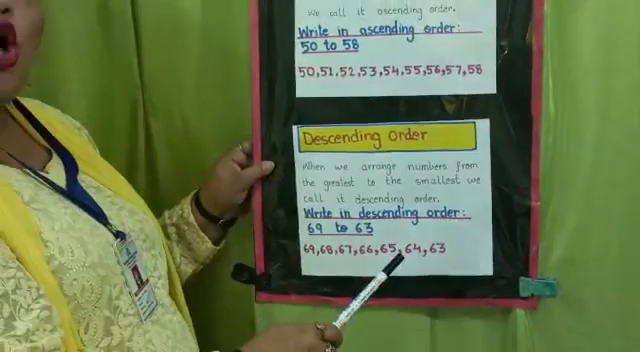 We call it ascending order.
Write in ascending order:
50 to 58
50,51,52,53,54,55,56,57,58
Descending Order
When we arrange numbers from
the greatest to the smallest we
call it descending order.
Write in descending order:
69 to 63
69,68,67,66,65,64,63